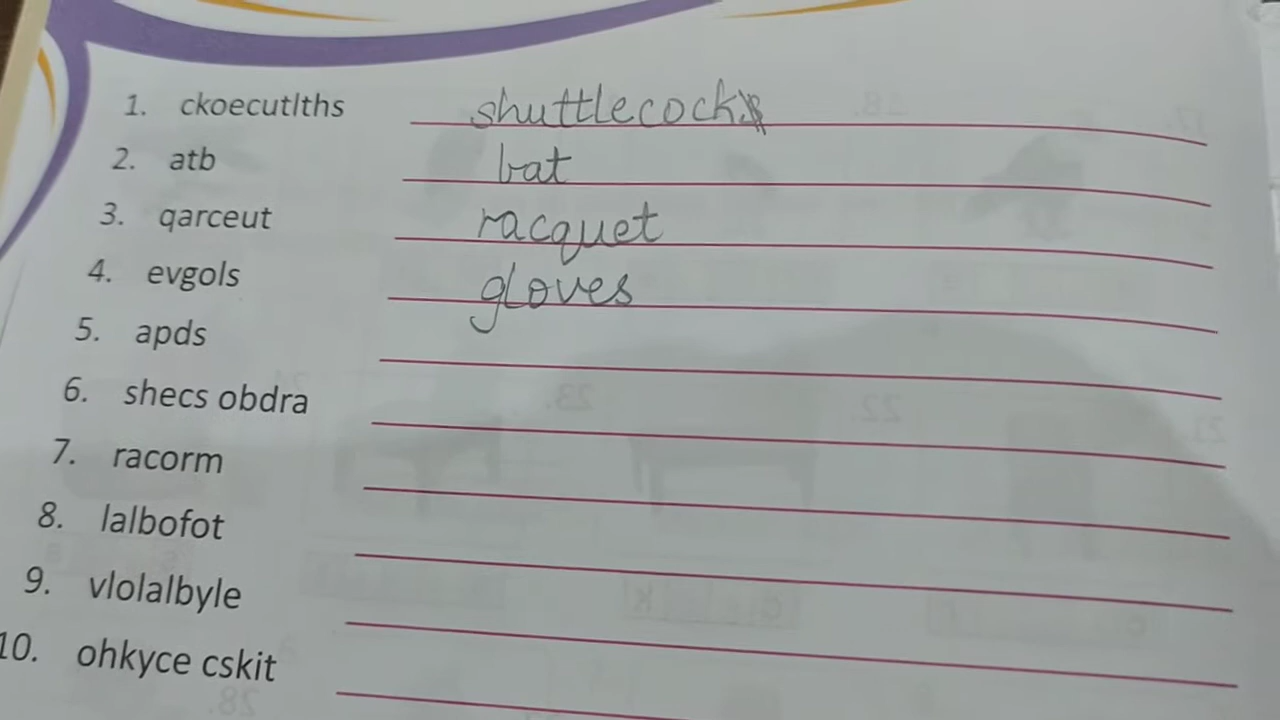 1. ckoecutlths shuttlecock
2. atb bat
3. qarceut racquet
4. evgols gloves
5. apds
6. shecs obdra
7. racorm
8. lalbofot
9. vlolalbyle
10. ohkyce cskit